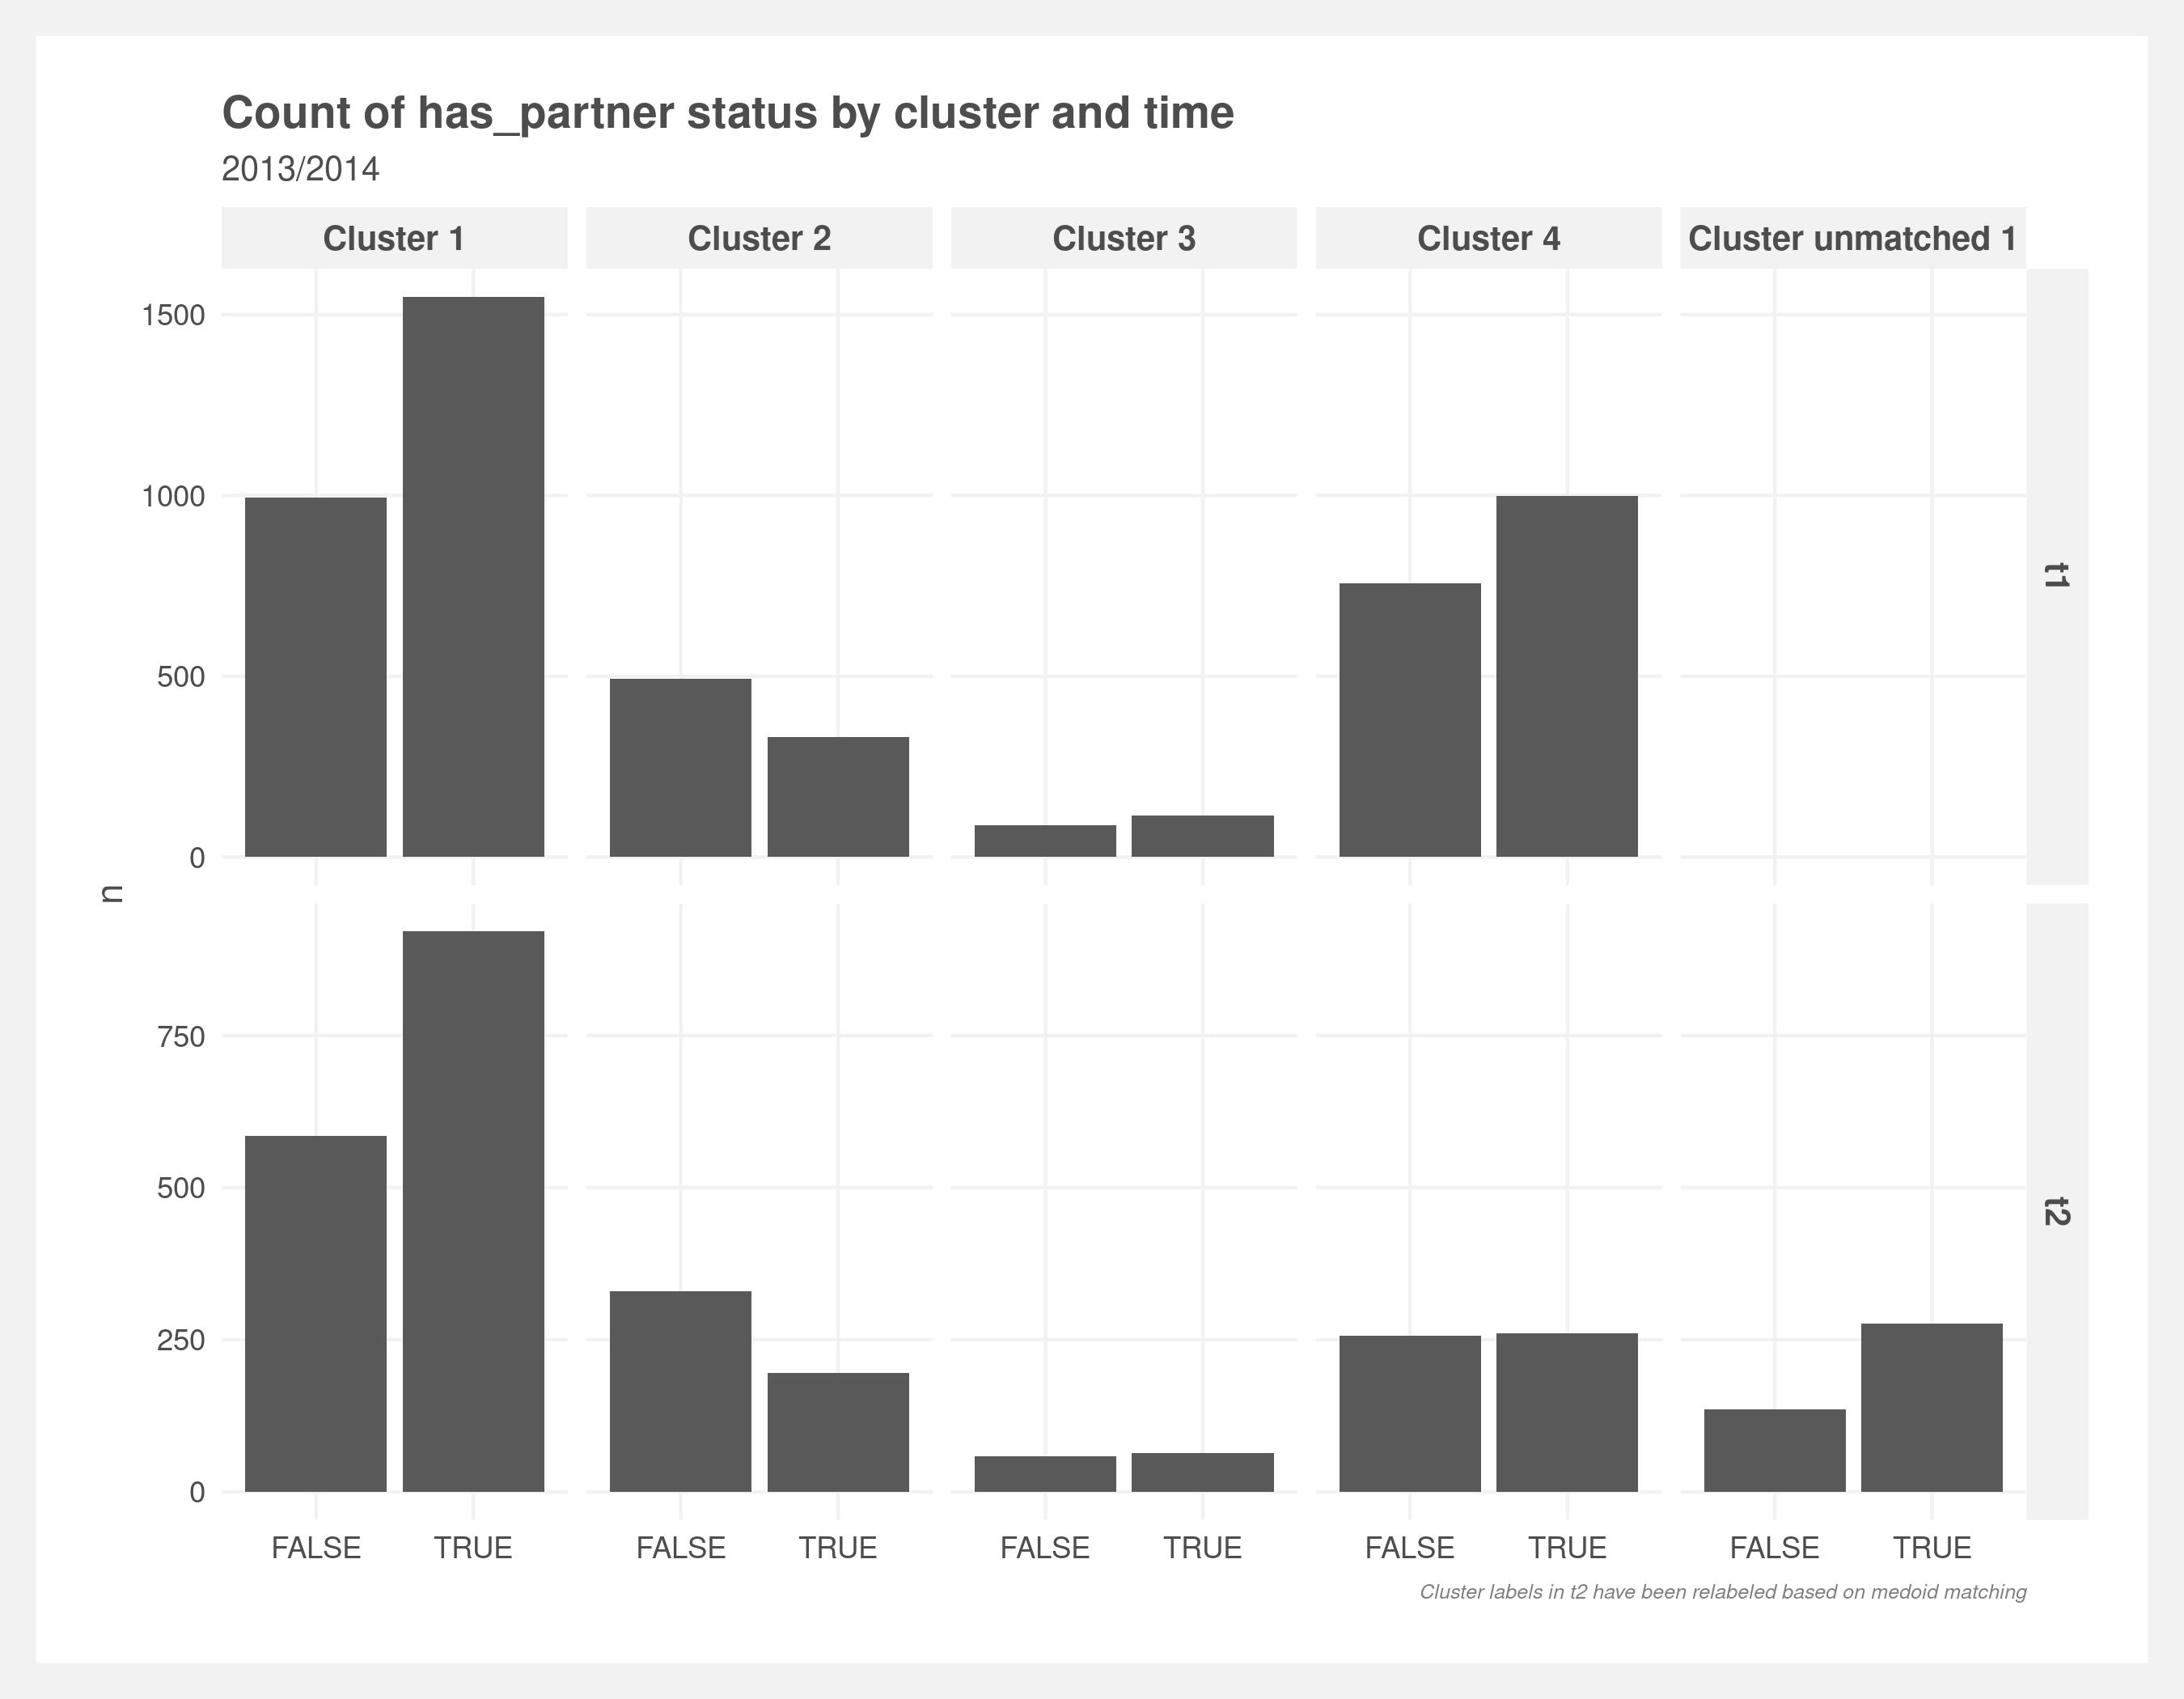 Count of has_partner status by cluster and time
2013/2014
Cluster 1 Cluster 2 Cluster 3 Cluster 4 Cluster unmatched 1
1500
1000
500
0
t1
n
750
500
250
0
t2
FALSE TRUE FALSE TRUE FALSE TRUE FALSE TRUE FALSE TRUE
Cluster labels in t2 have been relabeled based on medoid matching